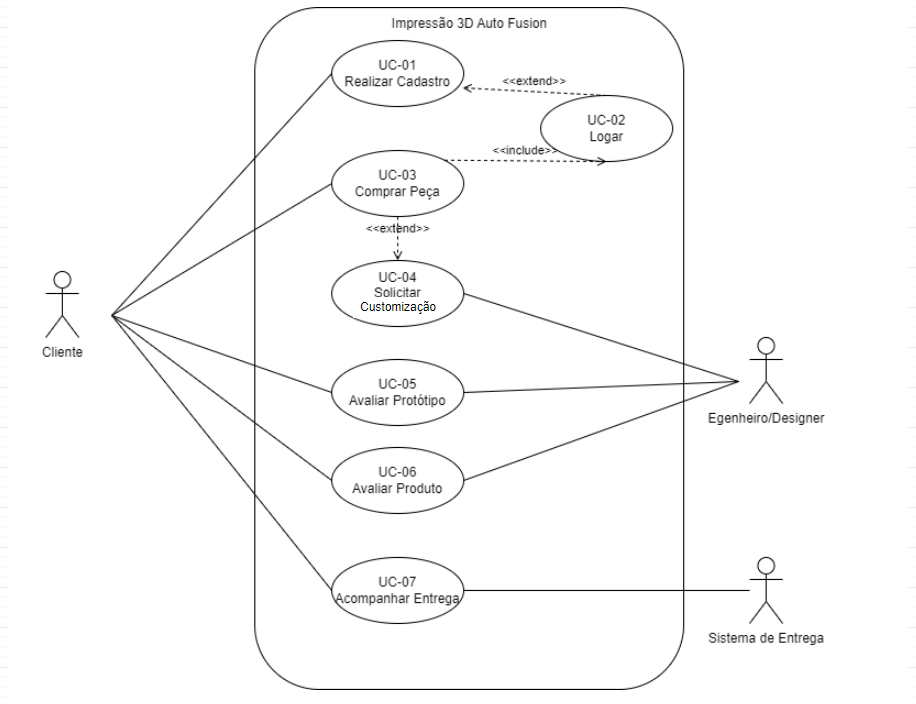 Impressão 3D Auto Fusion
UC-01
Realizar Cadastro
<<extend>>
UC-02
Logar
<<include>>
UC-03
Comprar Peça
<<extend>>
UC-04
Solicitar
Customização
Cliente
UC-05
Avaliar Protótipo
Egenheiro/Designer
UC-06
Avaliar Produto
UC-07
Acompanhar Entrega
Sistema de Entrega